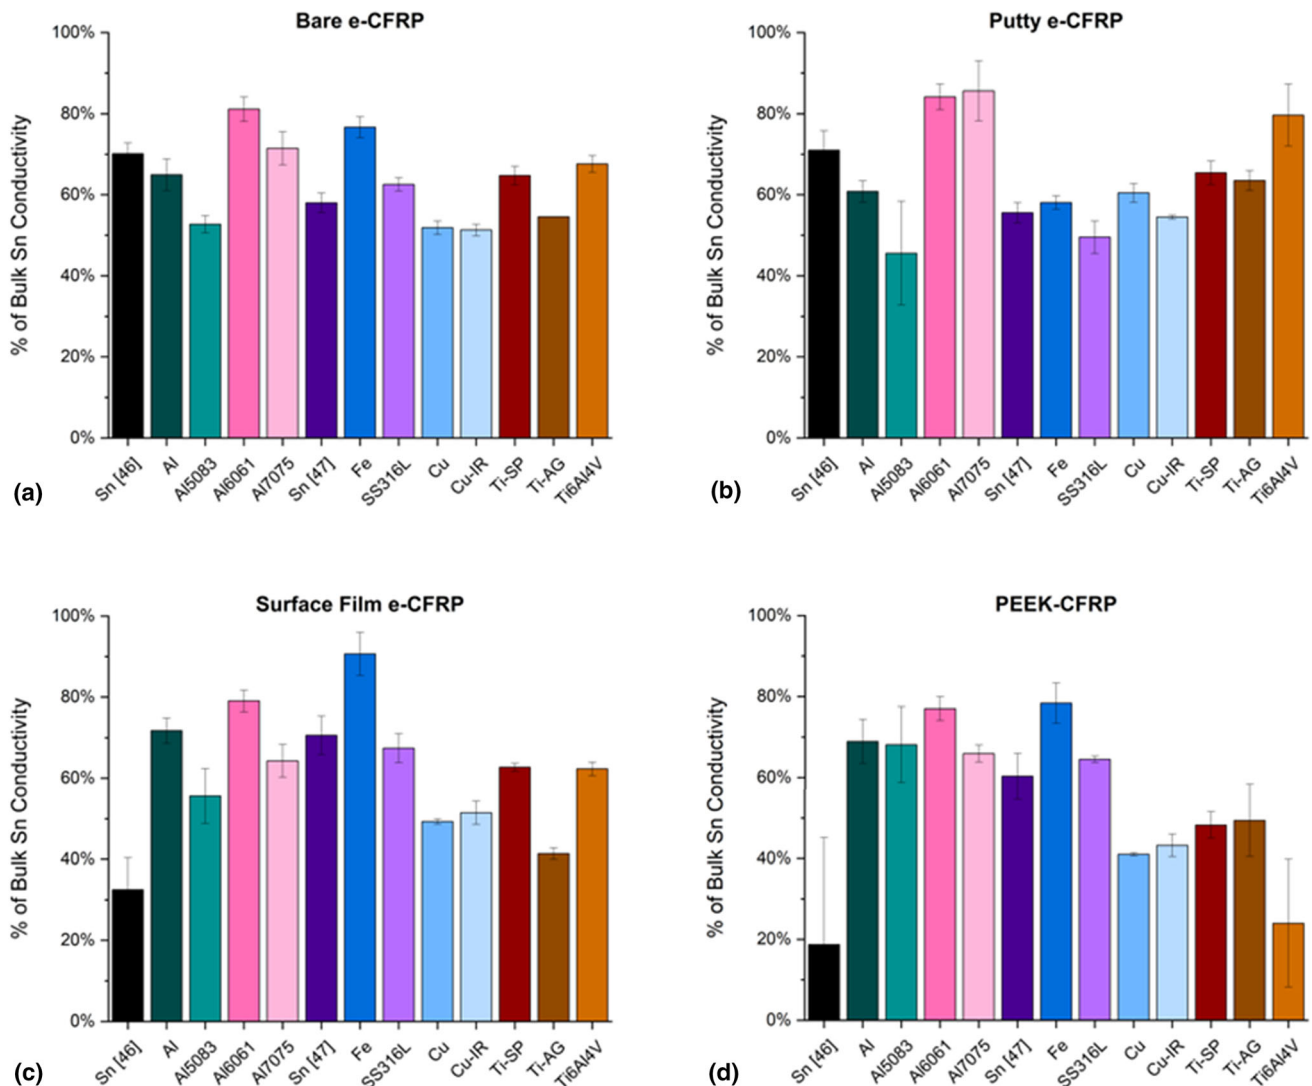 Bare e-CFRP
% of Bulk Sn Conductivity
100%
80%
60%
40%
20%
0%
Sn [46]
Al
Al5083
Al6061
Al7075
Sn [47]
Fe
SS316L
Cu
Cu-IR
Ti-SP
Ti-AG
Ti6Al4V
(a)
Putty e-CFRP
% of Bulk Sn Conductivity
100%
80%
60%
40%
20%
0%
Sn [46]
Al
Al5083
Al6061
Al7075
Sn [47]
Fe
SS316L
Cu
Cu-IR
Ti-SP
Ti-AG
Ti6Al4V
(b)
Surface Film e-CFRP
% of Bulk Sn Conductivity
100%
80%
60%
40%
20%
0%
Sn [46]
Al
Al5083
Al6061
Al7075
Sn [47]
Fe
SS316L
Cu
Cu-IR
Ti-SP
Ti-AG
Ti6Al4V
(c)
PEEK-CFRP
% of Bulk Sn Conductivity
100%
80%
60%
40%
20%
0%
Sn [46]
Al
Al5083
Al6061
Al7075
Sn [47]
Fe
SS316L
Cu
Cu-IR
Ti-SP
Ti-AG
Ti6Al4V
(d)